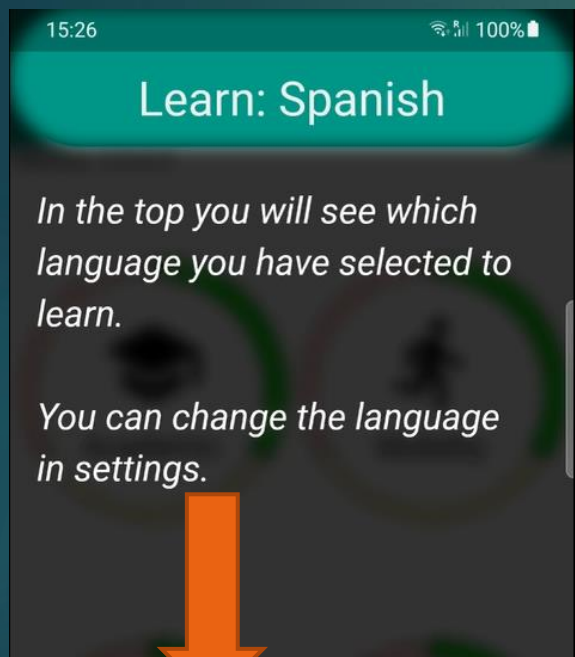 15:26 100%
Learn: Spanish
In the top you will see which
language you have selected to
learn.
You can change the language
in settings.